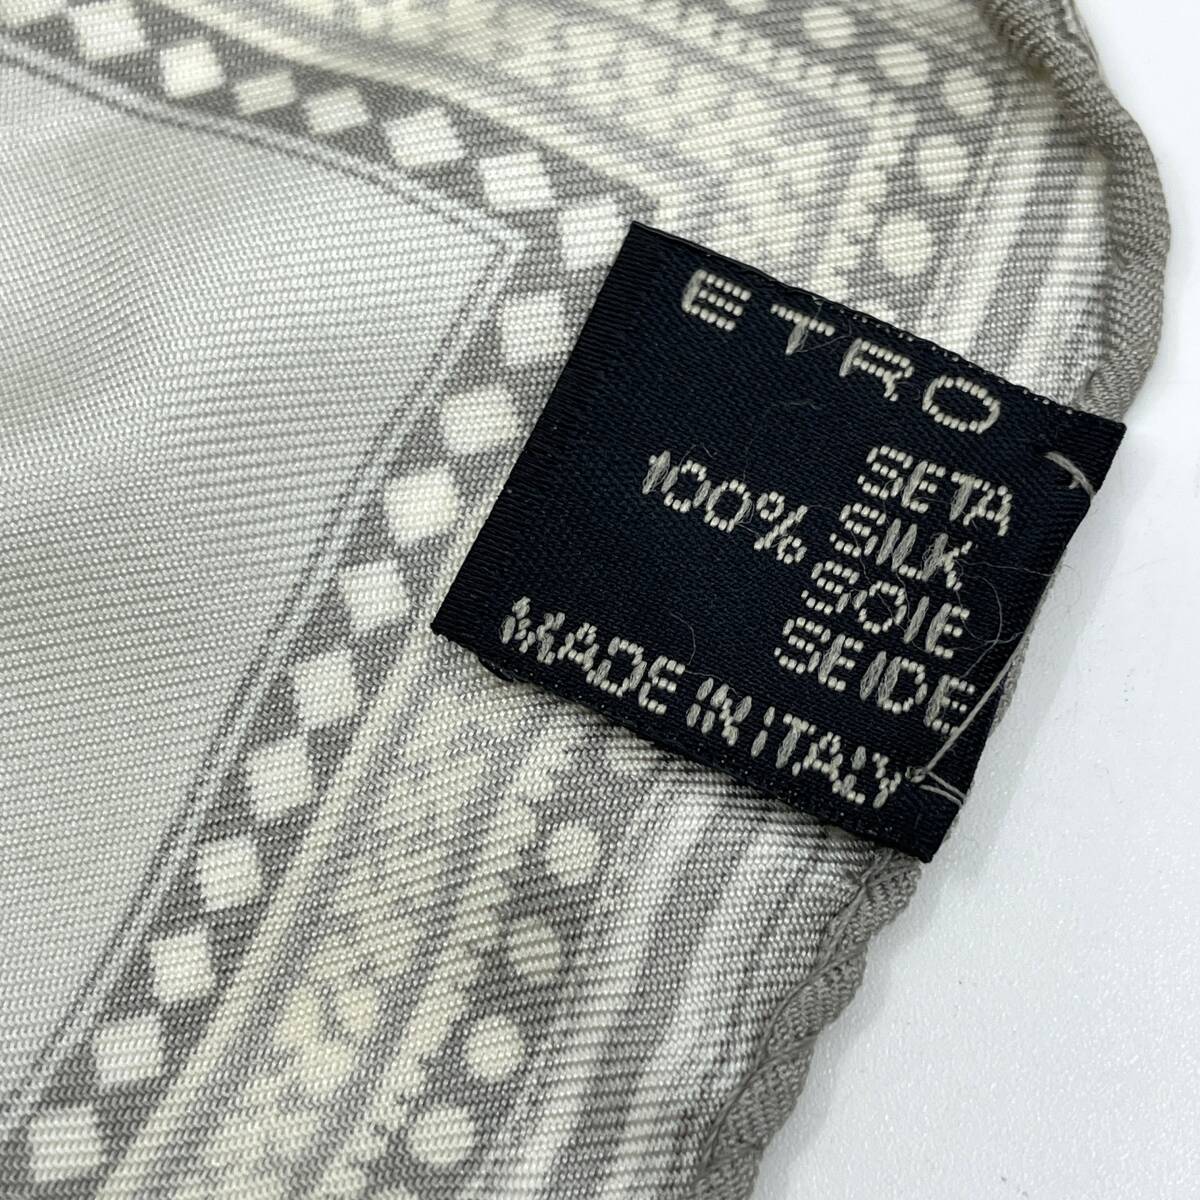 ETRO
SETA
100% SILK
SOIE
SEIDE
MADE IN ITALY